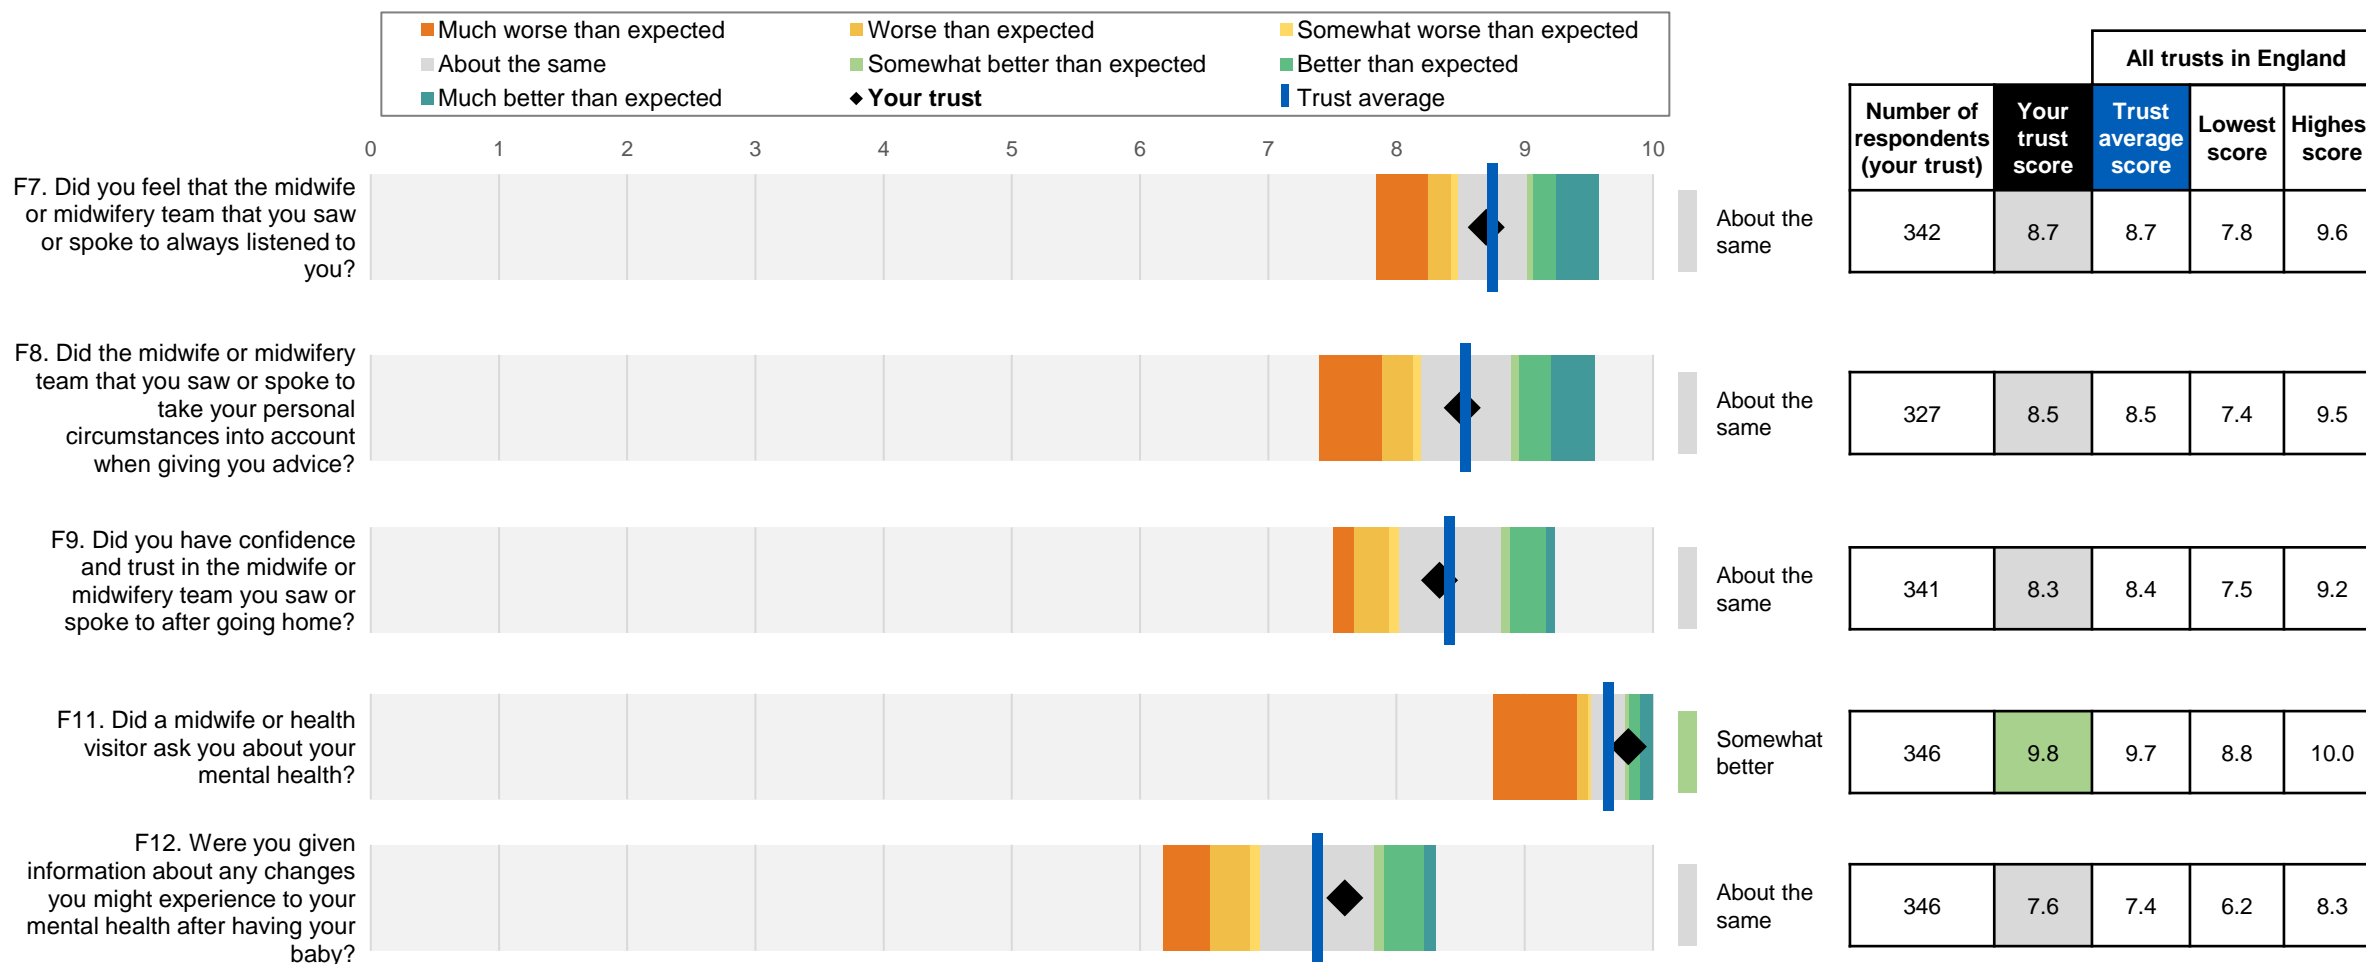 Much worse than expected
Worse than expected
Somewhat worse than expected
About the same
Somewhat better than expected
Better than expected
Much better than expected
Your trust
Trust average
All trusts in England
Number of respondents (your trust)
Your trust score
Trust average score
Lowest score
Highes score
0 1 2 3 4 5 6 7 8 9 10
F7. Did you feel that the midwife
or midwifery team that you saw
or spoke to always listened to
you?
About the
same
342 8.7 8.7 7.8 9.6
F8. Did the midwife or midwifery
team that you saw or spoke to
take your personal
circumstances into account
when giving you advice?
About the
same
327 8.5 8.5 7.4 9.5
F9. Did you have confidence
and trust in the midwife or
midwifery team you saw or
spoke to after going home?
About the
same
341 8.3 8.4 7.5 9.2
F11. Did a midwife or health
visitor ask you about your
mental health?
Somewhat
better
346 9.8 9.7 8.8 10.0
F12. Were you given
information about any changes
you might experience to your
mental health after having your
baby?
About the
same
346 7.6 7.4 6.2 8.3